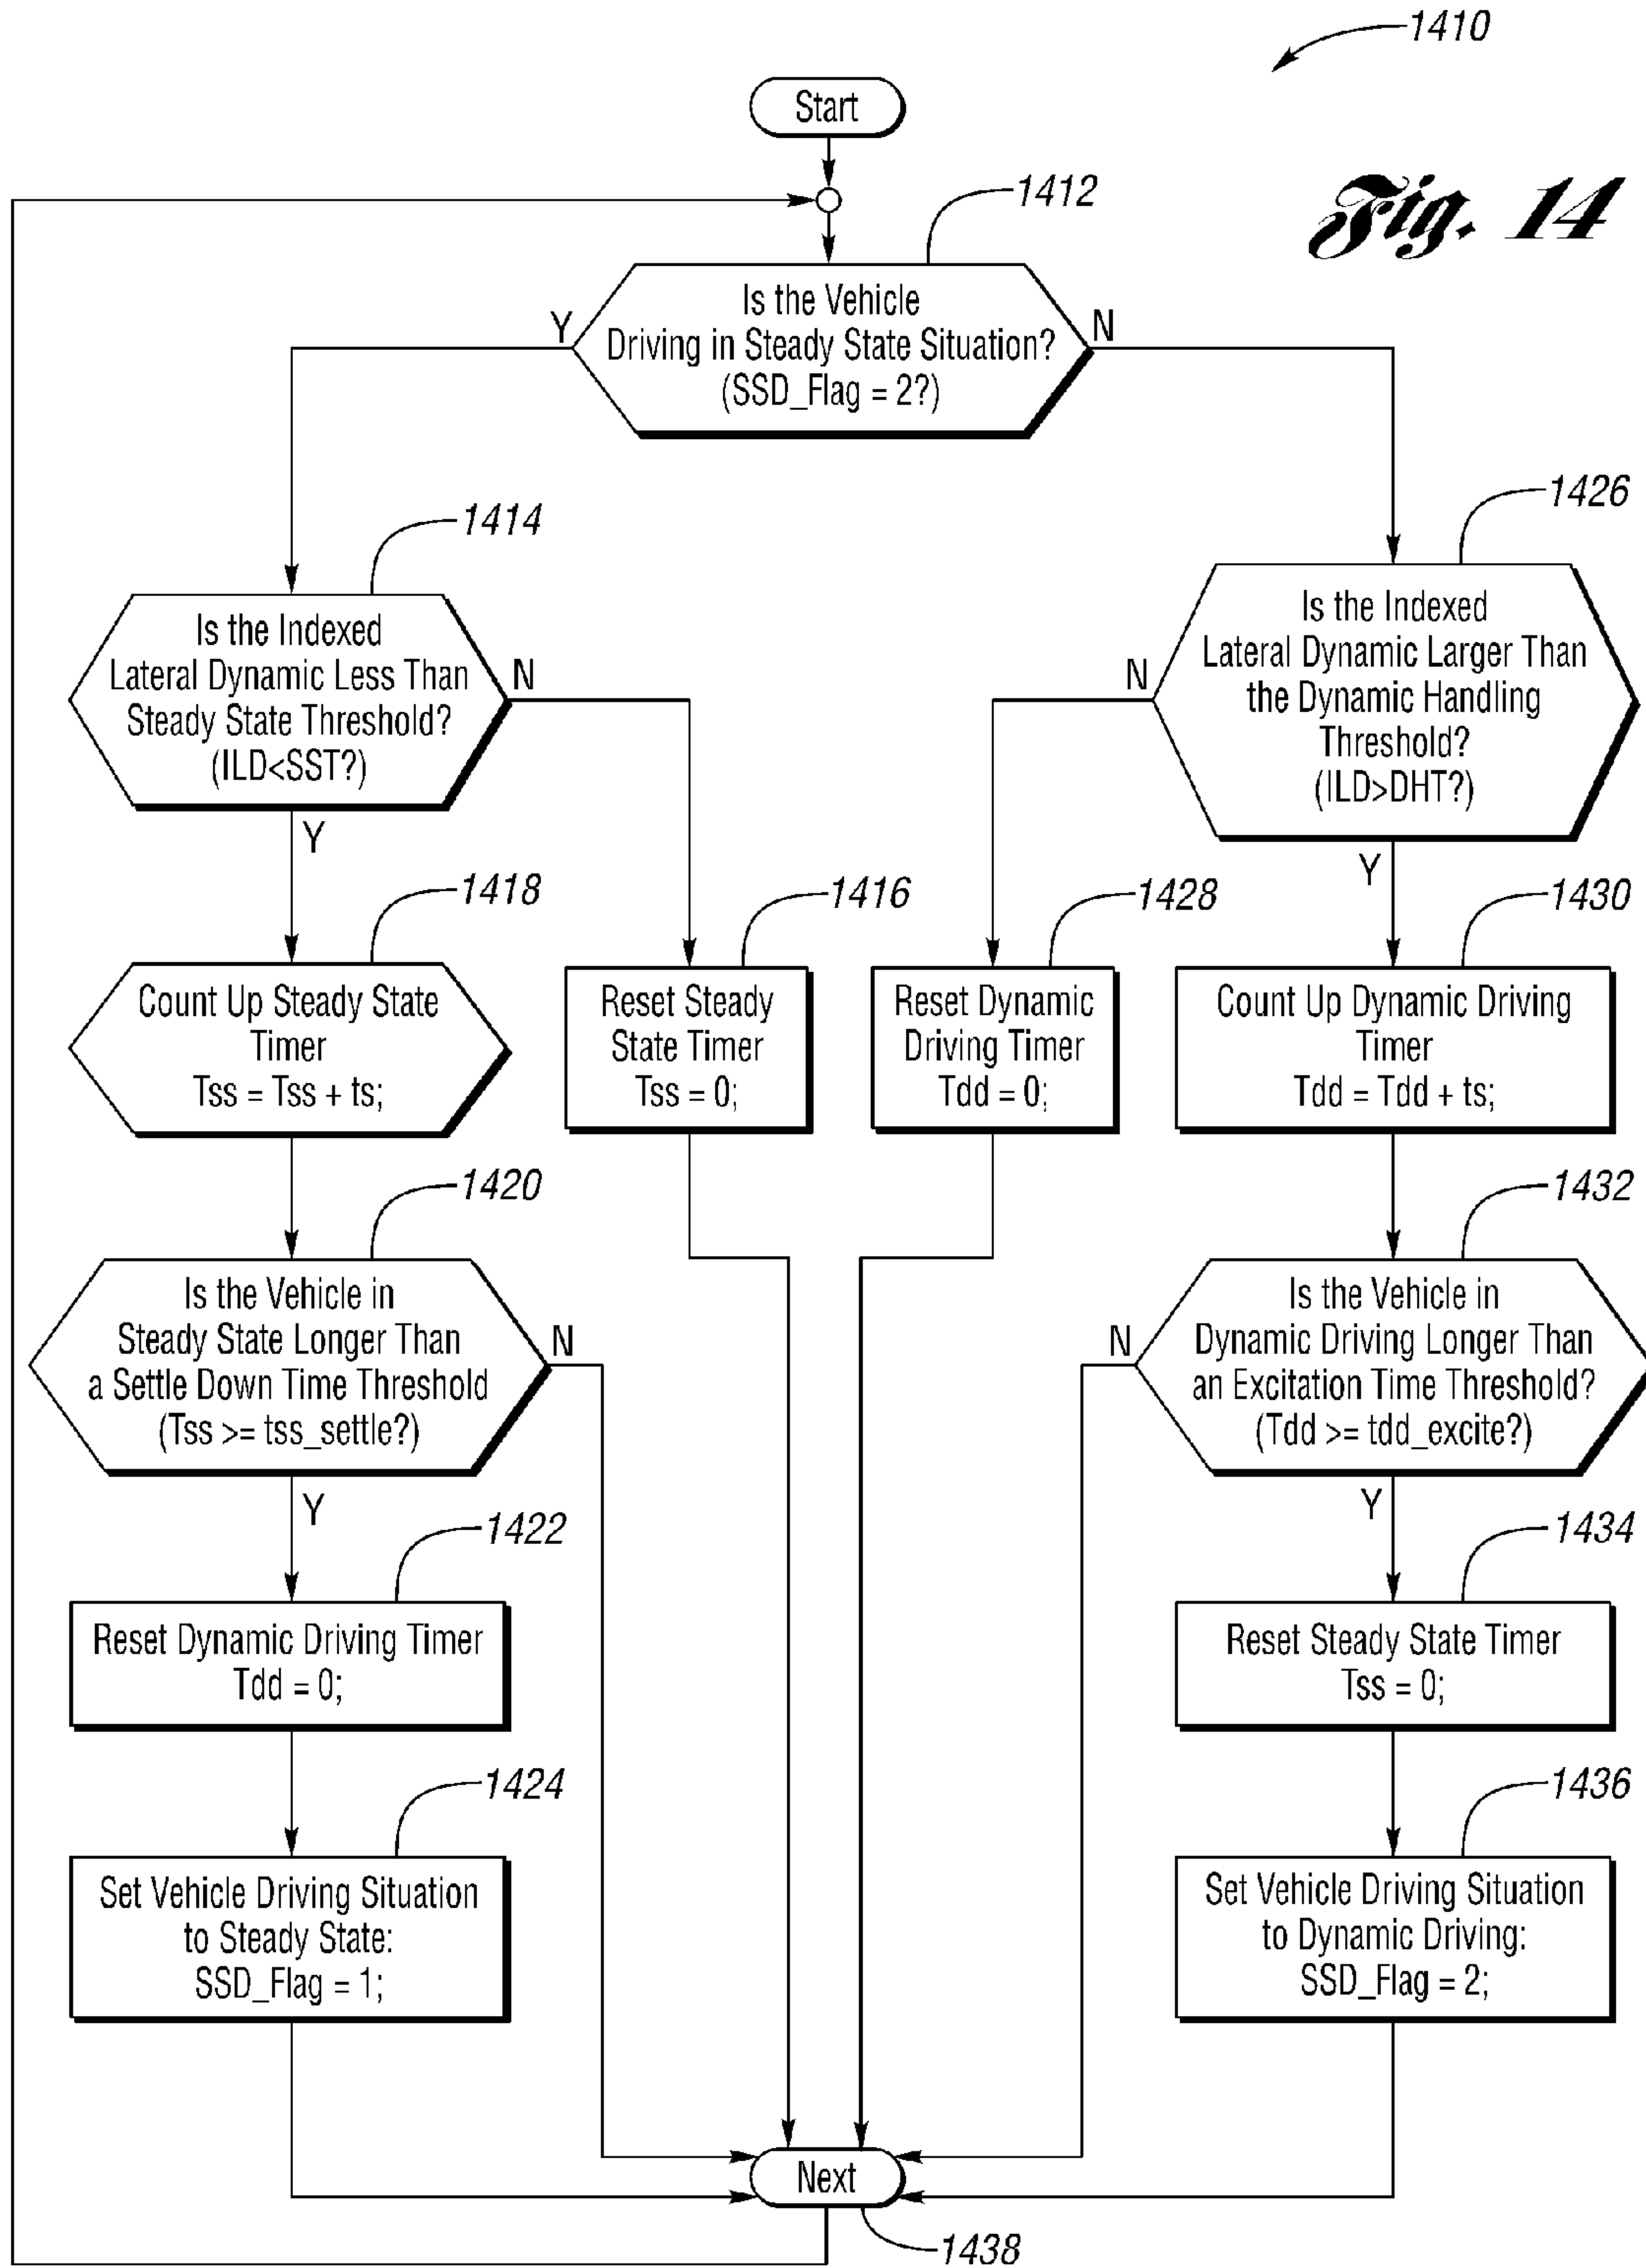 1410
Start
Fig. 14
1412
Is the Vehicle
Driving in Steady State Situation?
(SSD_Flag = 2?)
Y
N
1414
Is the Indexed
Lateral Dynamic Less Than
Steady State Threshold?
(ILD<SST?)
N
Y
1426
Is the Indexed
Lateral Dynamic Larger Than
the Dynamic Handling
Threshold?
(ILD>DHT?)
N
Y
1418
Count Up Steady State
Timer
Tss = Tss + ts;
1416
Reset Steady
State Timer
Tss = 0;
1428
Reset Dynamic
Driving Timer
Tdd = 0;
1430
Count Up Dynamic Driving
Timer
Tdd = Tdd + ts;
1420
Is the Vehicle in
Steady State Longer Than
a Settle Down Time Threshold
(Tss >= tss_settle?)
N
Y
1432
Is the Vehicle in
Dynamic Driving Longer Than
an Excitation Time Threshold?
(Tdd >= tdd_excite?)
N
Y
1422
Reset Dynamic Driving Timer
Tdd = 0;
1434
Reset Steady State Timer
Tss = 0;
1424
Set Vehicle Driving Situation
to Steady State:
SSD_Flag = 1;
1436
Set Vehicle Driving Situation
to Dynamic Driving:
SSD_Flag = 2;
Next
1438